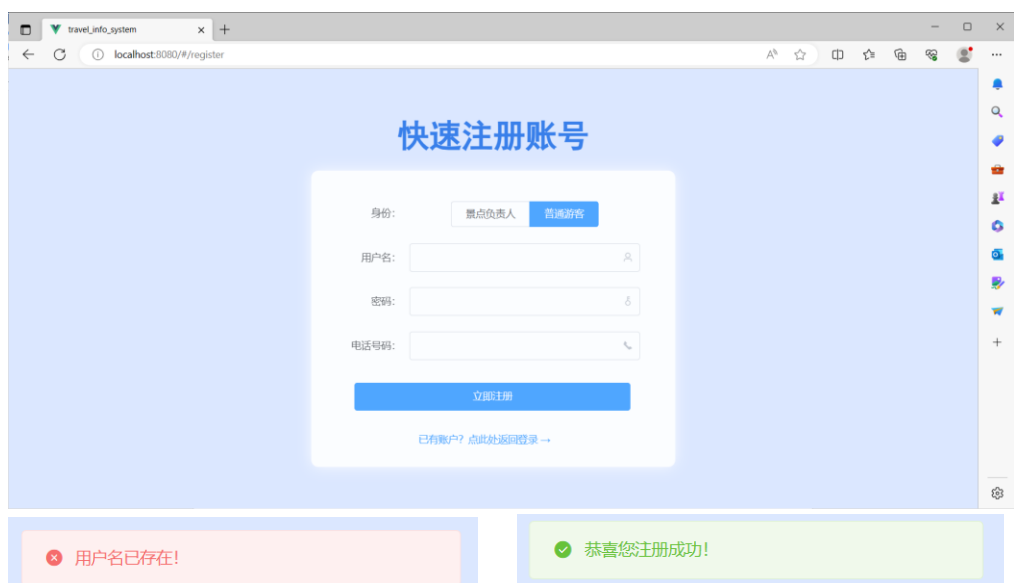 travel_info_system
localhost:8080/#/register
快速注册账号
身份:
景点负责人
普通游客
用户名:
密码:
电话号码:
立即注册
已有账户？点此处返回登录→
用户名已存在!
恭喜您注册成功!